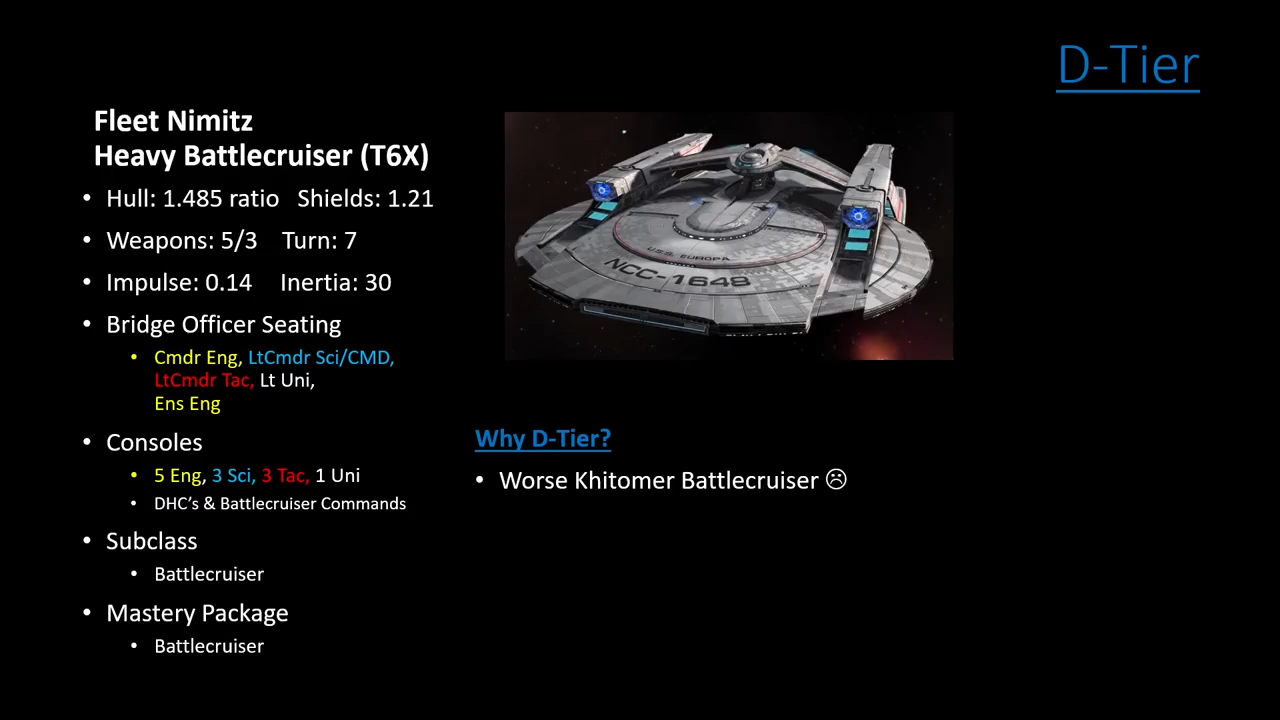 D-Tier
Fleet Nimitz
Heavy Battlecruiser (T6X)
• Hull: 1.485 ratio Shields: 1.21
• Weapons: 5/3 Turn: 7
• Impulse: 0.14 Inertia: 30
• Bridge Officer Seating
• Cmdr Eng, LtCmdr Sci/CMD,
LtCmdr Tac, Lt Uni,
Ens Eng
• Consoles
• 5 Eng, 3 Sci, 3 Tac, 1 Uni
• DHC's & Battlecruiser Commands
• Subclass
• Battlecruiser
• Mastery Package
• Battlecruiser
U.S.S. EUROPA
NCC-1648
Why D-Tier?
• Worse Khitomer Battlecruiser ☹